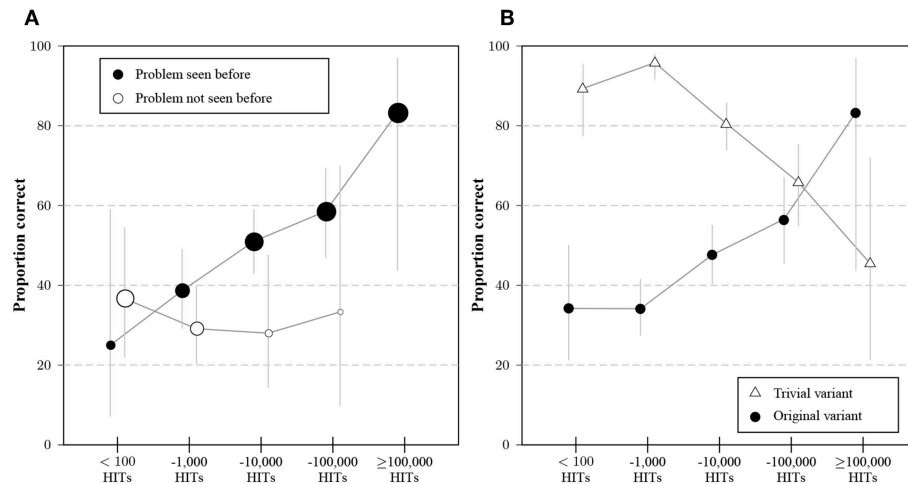 A
Proportion correct
100
80
60
40
20
0
Problem seen before
Problem not seen before
< 100
HITs
-1,000
HITs
-10,000
HITs
-100,000
HITs
≥100,000
HITs
B
Proportion correct
100
80
60
40
20
0
Trivial variant
Original variant
< 100
HITs
-1,000
HITs
-10,000
HITs
-100,000
HITs
≥100,000
HITs